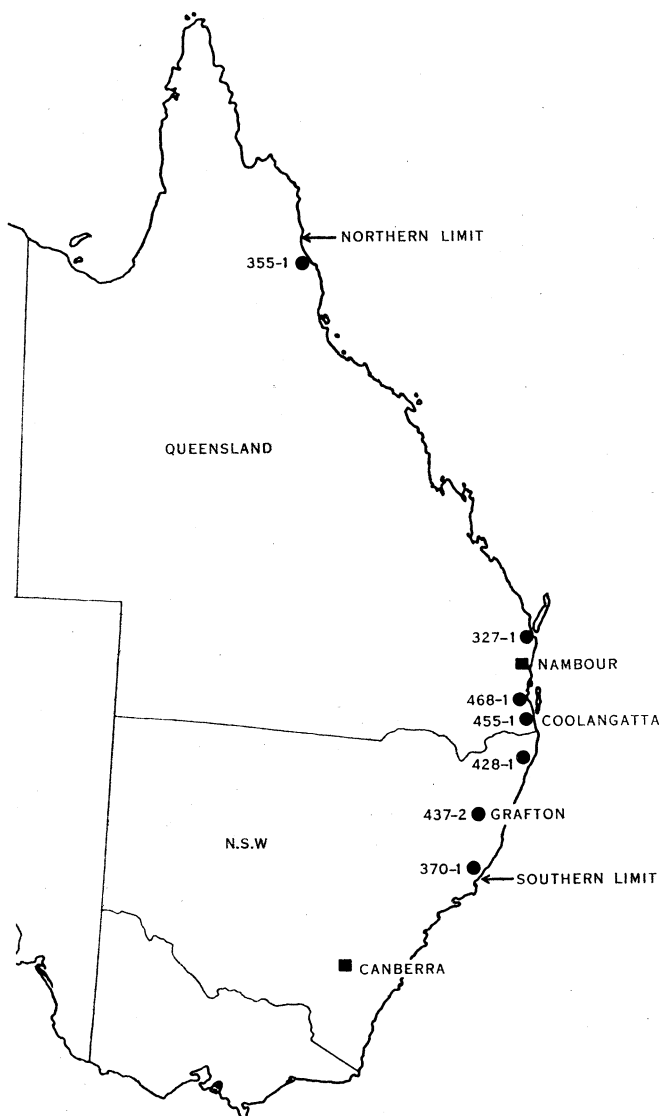 NORTHERN LIMIT
355-1
QUEENSLAND
327-1
NAMBOUR
468-1
455-1 COOLANGATTA
428-1
437-2 GRAFTON
N.S.W
370-1
SOUTHERN LIMIT
CANBERRA